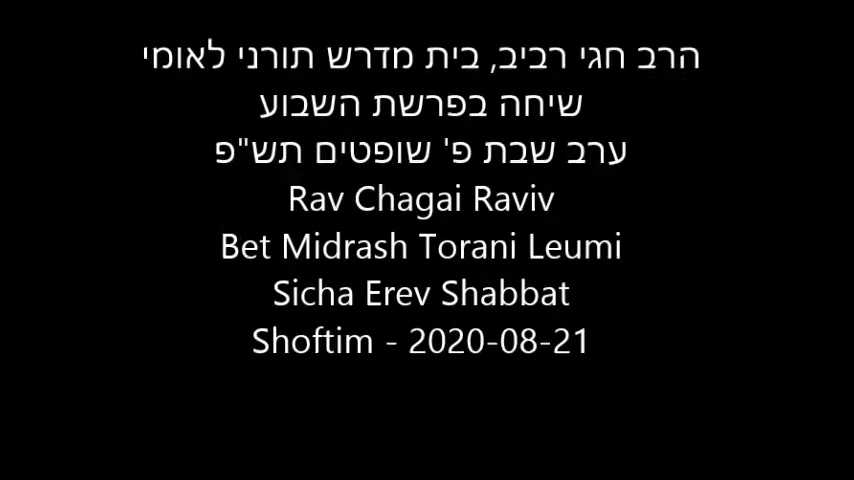 הרב חגי רביב, בית מדרש תורני לאומי
שיחה בפרשת השבוע
ערב שבת פ' שופטים תש"פ
Rav Chagai Raviv
Bet Midrash Torani Leumi
Sicha Erev Shabbat
Shoftim - 2020-08-21